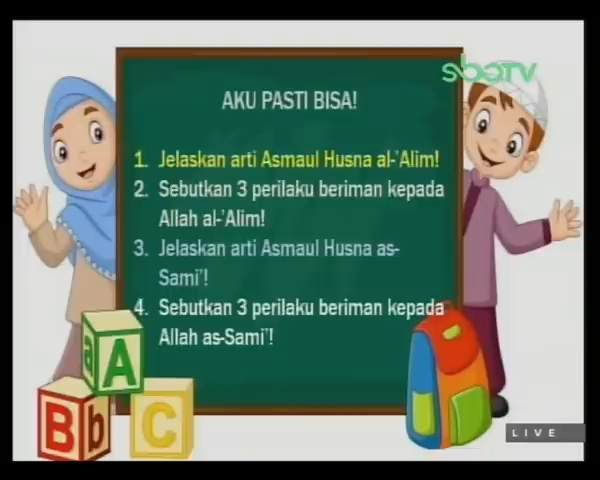 sboTV
AKU PASTI BISA!
1. Jelaskan arti Asmaul Husna al-'Alim!
2. Sebutkan 3 perilaku beriman kepada
Allah al-'Alim!
3. Jelaskan arti Asmaul Husna as-
Sami'!
4. Sebutkan 3 perilaku beriman kepada
Allah as-Sami'!
a A
B b C
LIVE